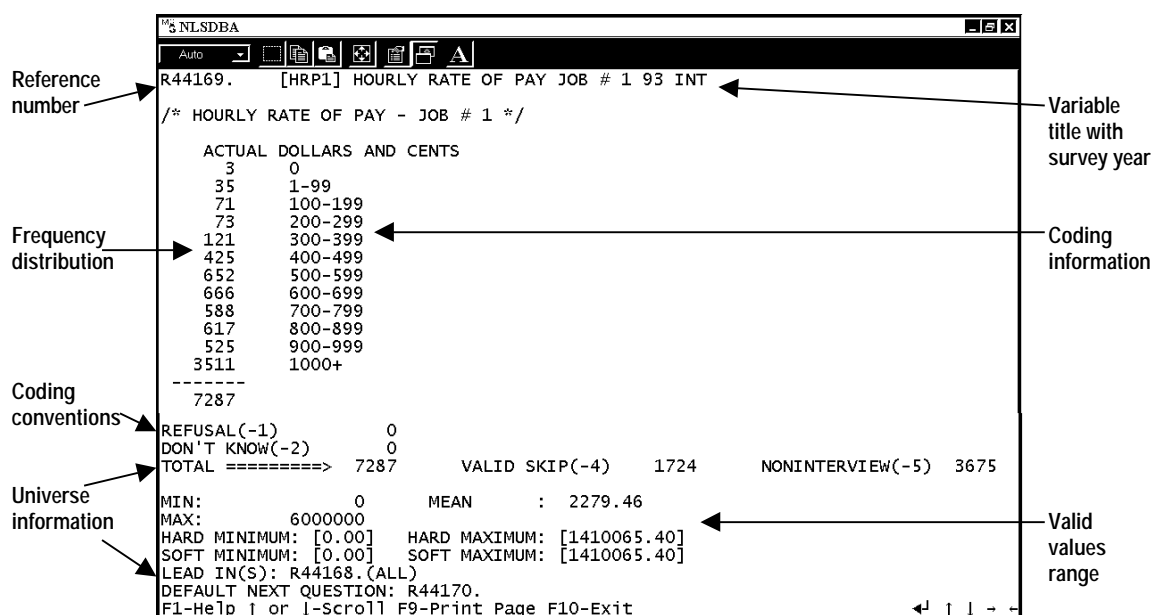 NLSDBA
Auto
A
R44169. [HRP1] HOURLY RATE OF PAY JOB # 1 93 INT
/* HOURLY RATE OF PAY - JOB # 1 */
ACTUAL DOLLARS AND CENTS
3 0
35 1-99
71 100-199
73 200-299
121 300-399
425 400-499
652 500-599
666 600-699
588 700-799
617 800-899
525 900-999
3511 1000+
-------
7287
REFUSAL(-1) 0
DON'T KNOW(-2) 0
TOTAL =========> 7287 VALID SKIP(-4) 1724 NONINTERVIEW(-5) 3675
MIN: 0 MEAN : 2279.46
MAX: 6000000
HARD MINIMUM: [0.00] HARD MAXIMUM: [1410065.40]
SOFT MINIMUM: [0.00] SOFT MAXIMUM: [1410065.40]
LEAD IN(S): R44168.(ALL)
DEFAULT NEXT QUESTION: R44170.
F1-Help ↑ or ↓-Scroll F9-Print Page F10-Exit ↵ ↑ ↓ → ←
Reference
number
Frequency
distribution
Coding
conventions
Universe
information
Variable
title with
survey year
Coding
information
Valid
values
range